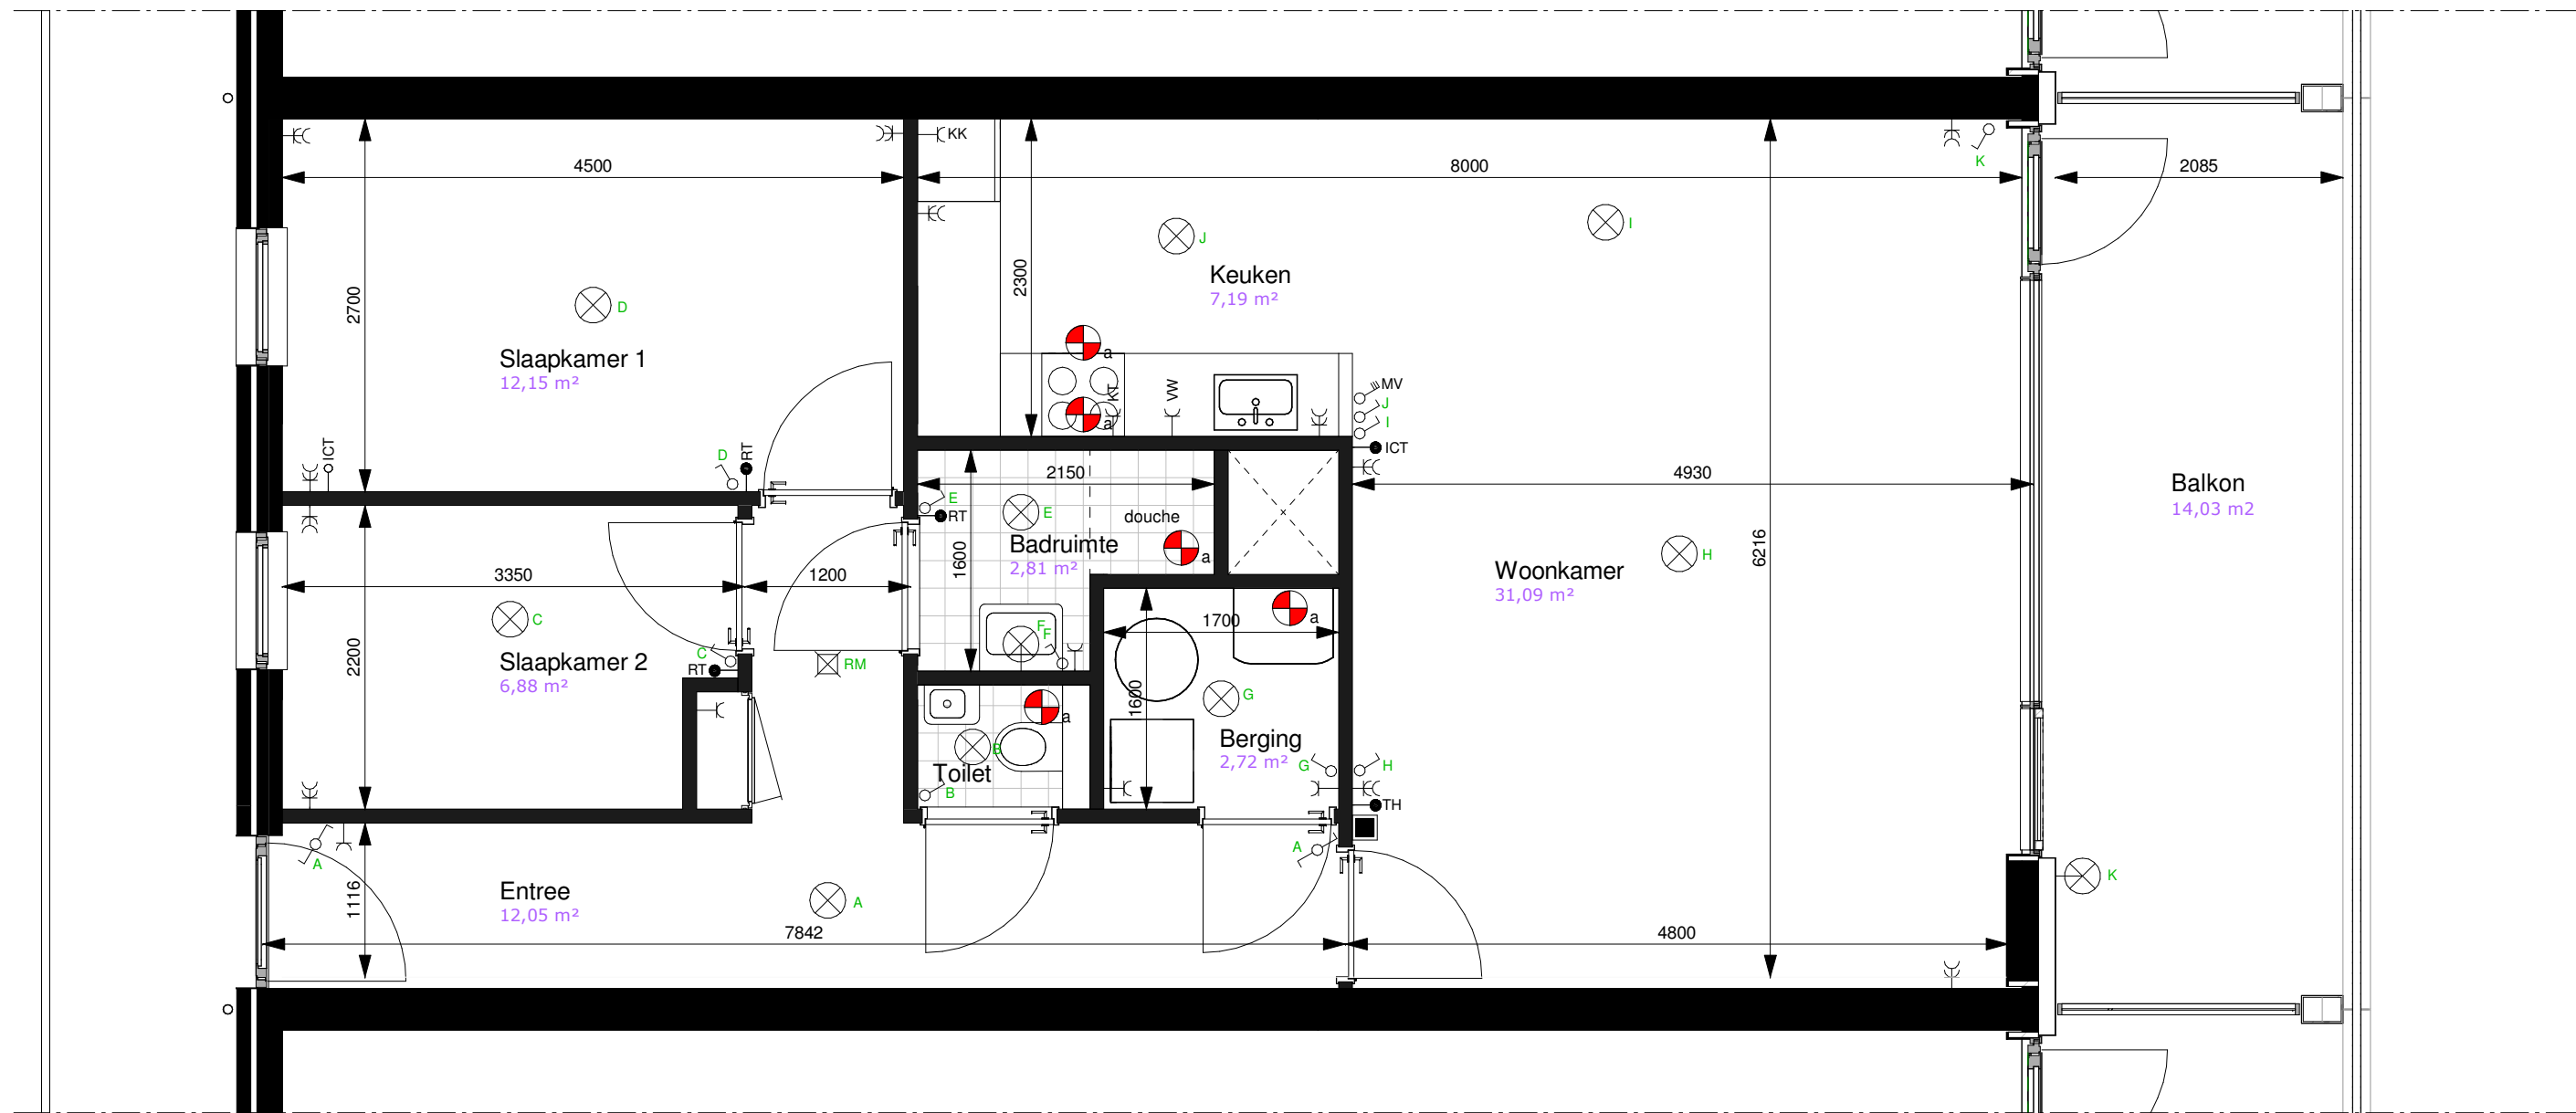 KK
4500
8000
K
2085
J
I
2300
Keuken
7,19 m²
2700
D
Slaapkamer 1
12,15 m²
a
KT
VW
a
MV
J
I
ICT
ICT
D
RT
2150
4930
Balkon
14,03 m2
E
RT
E
douche
Badruimte
2,81 m²
1600
a
H
6216
Woonkamer
31,09 m²
3350
1200
C
Slaapkamer 2
6,88 m²
2200
C
RT
RM
F
F
1700
a
1600
G
a
Berging
2,72 m²
G
H
B
Toilet
B
TH
A
A
K
Entree
12,05 m²
1116
A
7842
4800